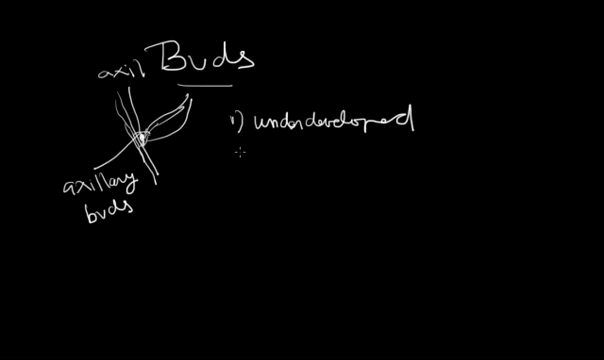 Buds
axil
1) underdeveloped
axillary
buds